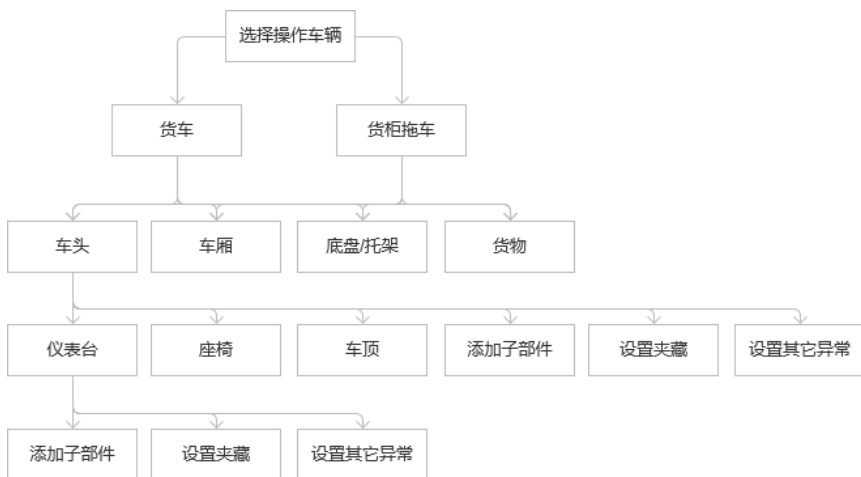 选择操作车辆
货车
货柜拖车
车头
车厢
底盘/托架
货物
仪表台
座椅
车顶
添加子部件
设置夹藏
设置其它异常
添加子部件
设置夹藏
设置其它异常